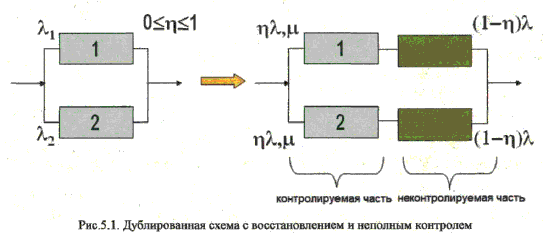 λ₁ 0≤η≤1 ηλ,μ (1−η)λ
1 1
2 2
λ₂ ηλ,μ (1−η)λ
контролируемая часть неконтролируемая часть
Рис.5.1. Дублированная схема с восстановлением и неполным контролем